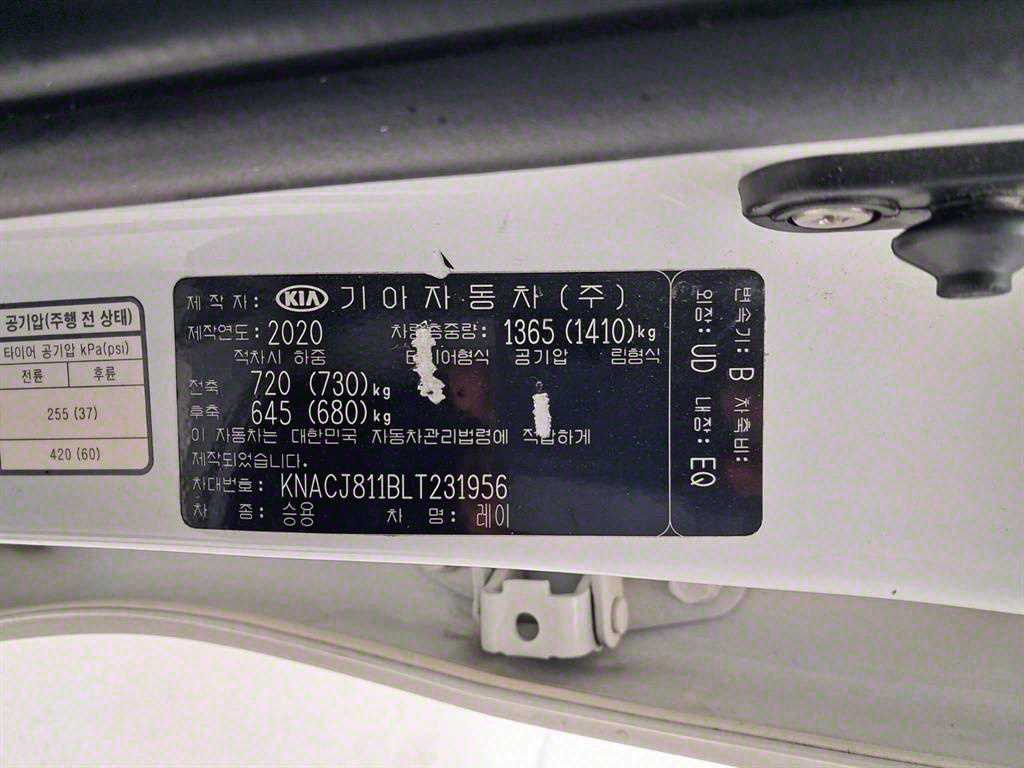 공기압(주행 전 상태)
타이어 공기압 kPa(psi)
전륜 후륜
255 (37)
420 (60)
제 작 자: KIA 기 아 자 동 차 (주)
제작연도: 2020 차량총중량: 1365 (1410)kg
적차시 하중 타이어형식 공기압 림형식
전축 720 (730)kg
후축 645 (680)kg
이 자동차는 대한민국 자동차관리법령에 적합하게
제작되었습니다.
차대번호: KNACJ811BLT231956
차 종: 승용 차 명: 레이
변속기: B 차축비:
외장: UD 내장: EQ